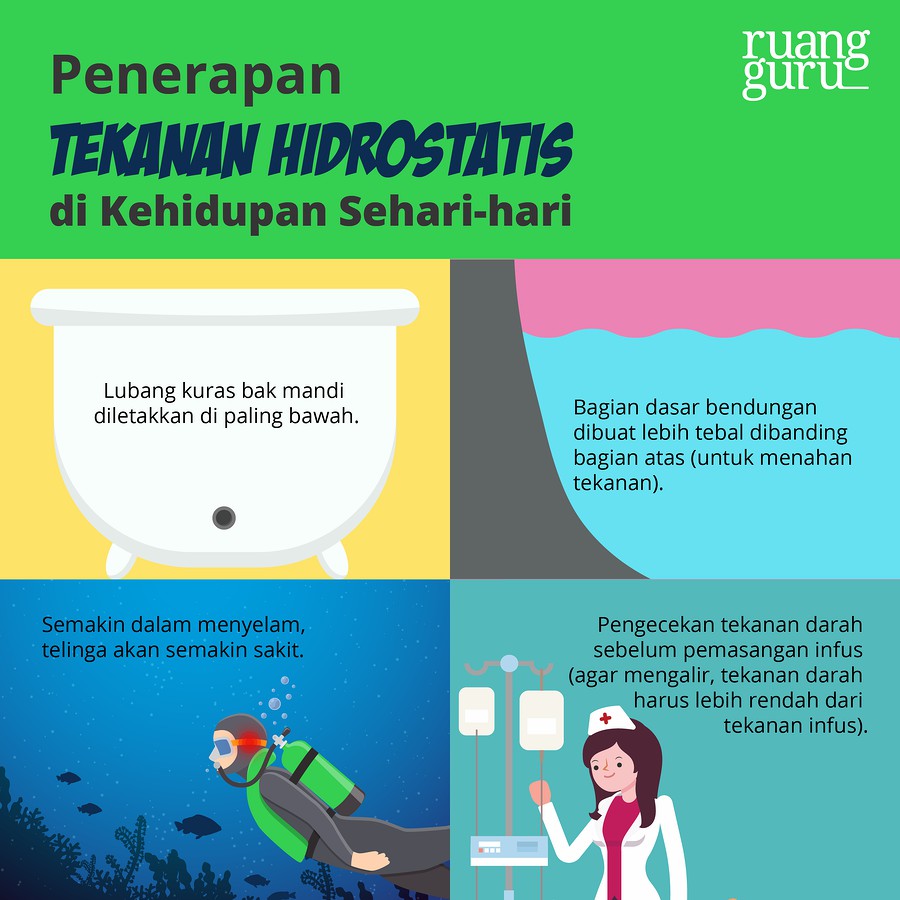 Penerapan
TEKANAN HIDROSTATIS
di Kehidupan Sehari-hari
ruang
guru
Lubang kuras bak mandi
diletakkan di paling bawah.
Bagian dasar bendungan
dibuat lebih tebal dibanding
bagian atas (untuk menahan
tekanan).
Semakin dalam menyelam,
telinga akan semakin sakit.
Pengecekan tekanan darah
sebelum pemasangan infus
(agar mengalir, tekanan darah
harus lebih rendah dari
tekanan infus).